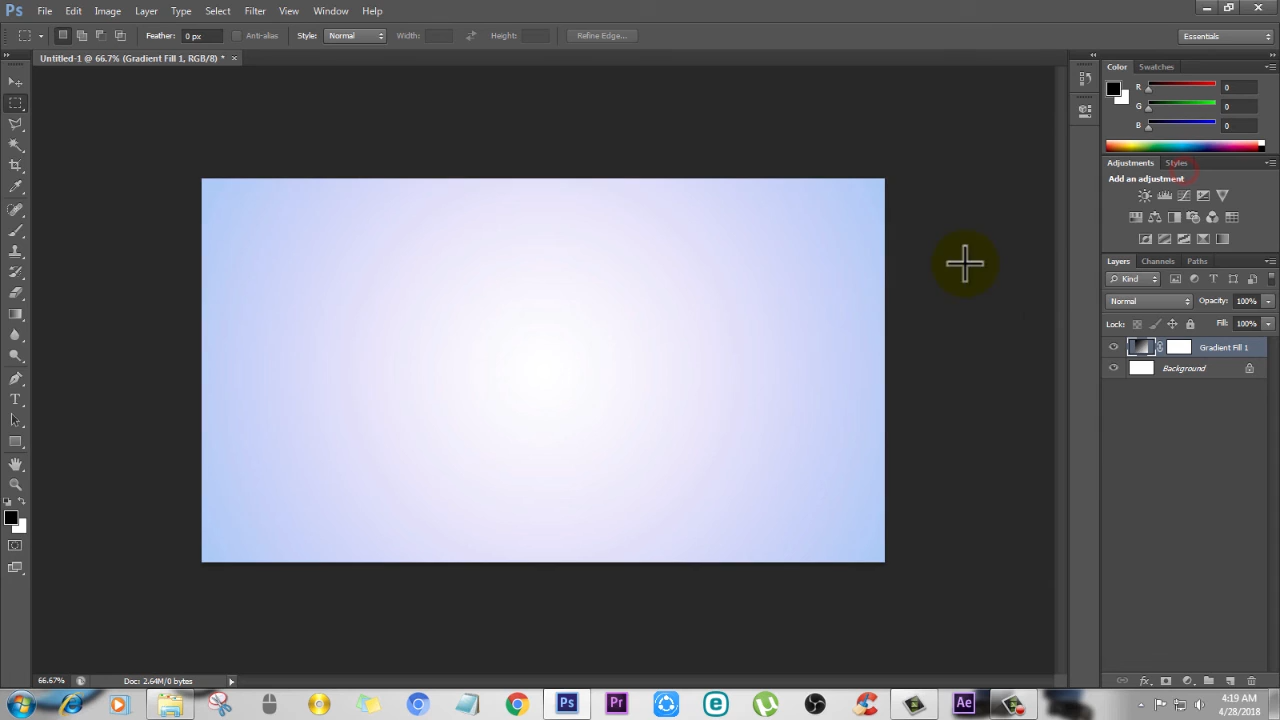 Ps File Edit Image Layer Type Select Filter View Window Help
Feather: 0 px Anti-alias Style: Normal Width: Height: Refine Edge... Essentials
Untitled-1 @ 66.7% (Gradient Fill 1, RGB/8) * ×
Color Swatches
R 0
G 0
B 0
Adjustments Styles
Add an adjustment
Layers Channels Paths
Kind
Normal Opacity: 100%
Lock: Fill: 100%
Gradient Fill 1
Background
66.67% Doc: 2.64M/0 bytes
Ps Pr e Ae
4:19 AM
4/28/2018